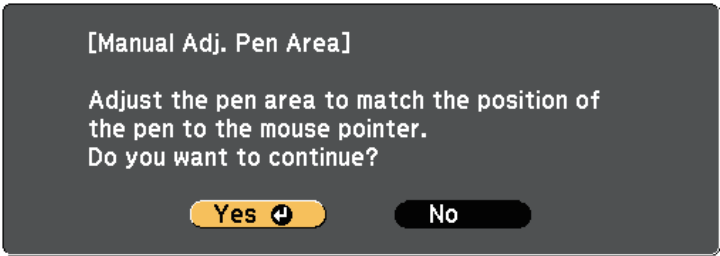 [Manual Adj. Pen Area]
Adjust the pen area to match the position of
the pen to the mouse pointer.
Do you want to continue?
Yes No